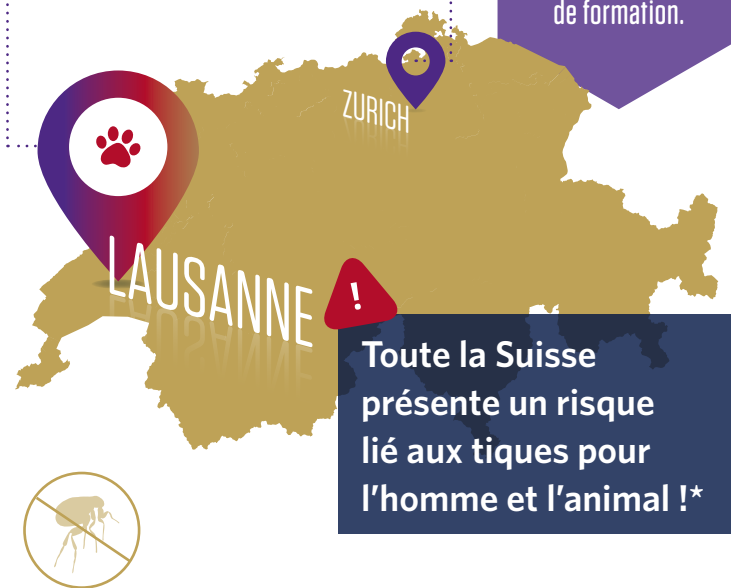 de formation.
ZURICH
LAUSANNE
!
Toute la Suisse
présente un risque
lié aux tiques pour
l'homme et l'animal !*